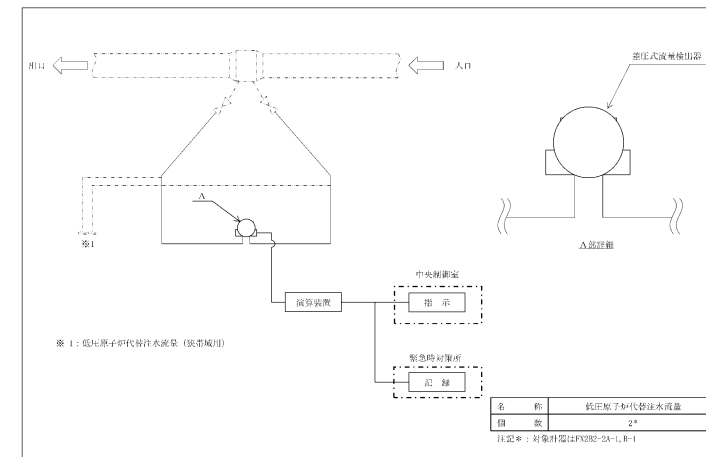 出口
入口
差圧式流量検出器
A
※1
A部詳細
中央制御室
演算装置
指 示
※ 1：低圧原子炉代替注水流量（狭帯域用）
緊急時対策所
記 録
名 称 低圧原子炉代替注水流量
個 数 2*
注記＊：対象計器はFX2B2-2A-1,B-1